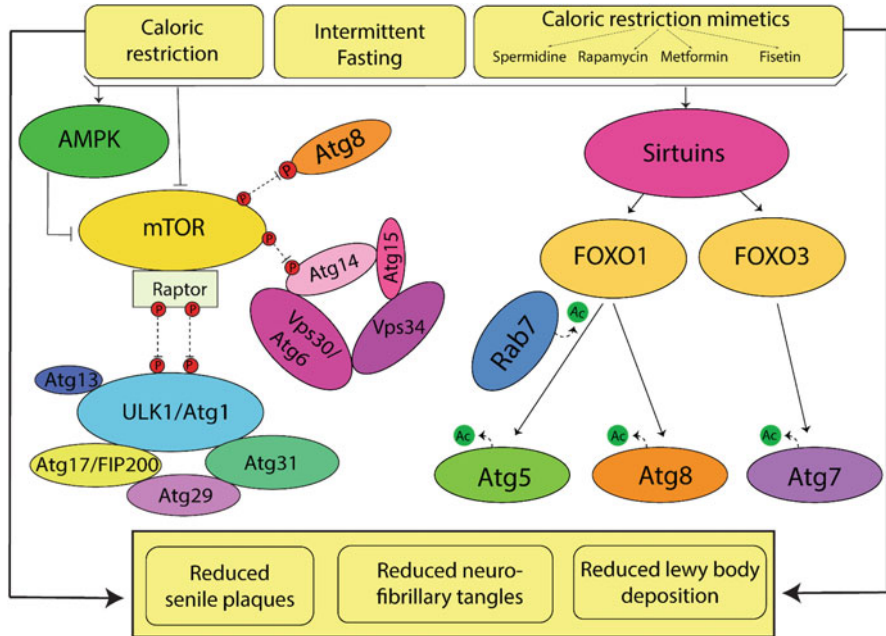 Caloric
restriction
Intermittent
Fasting
Caloric restriction mimetics
Spermidine Rapamycin Metformin Fisetin
AMPK
Atg8
P
P
Sirtuins
mTOR
P
P
Atg14
Atg15
FOXO1
FOXO3
Raptor
P P
Vps30/
Atg6
Vps34
Rab7
Ac
P P
Atg13
ULK1/Atg1
Atg17/FIP200
Atg31
Atg29
Ac
Atg5
Ac
Atg8
Ac
Atg7
Reduced
senile plaques
Reduced neuro-
fibrillary tangles
Reduced lewy body
deposition